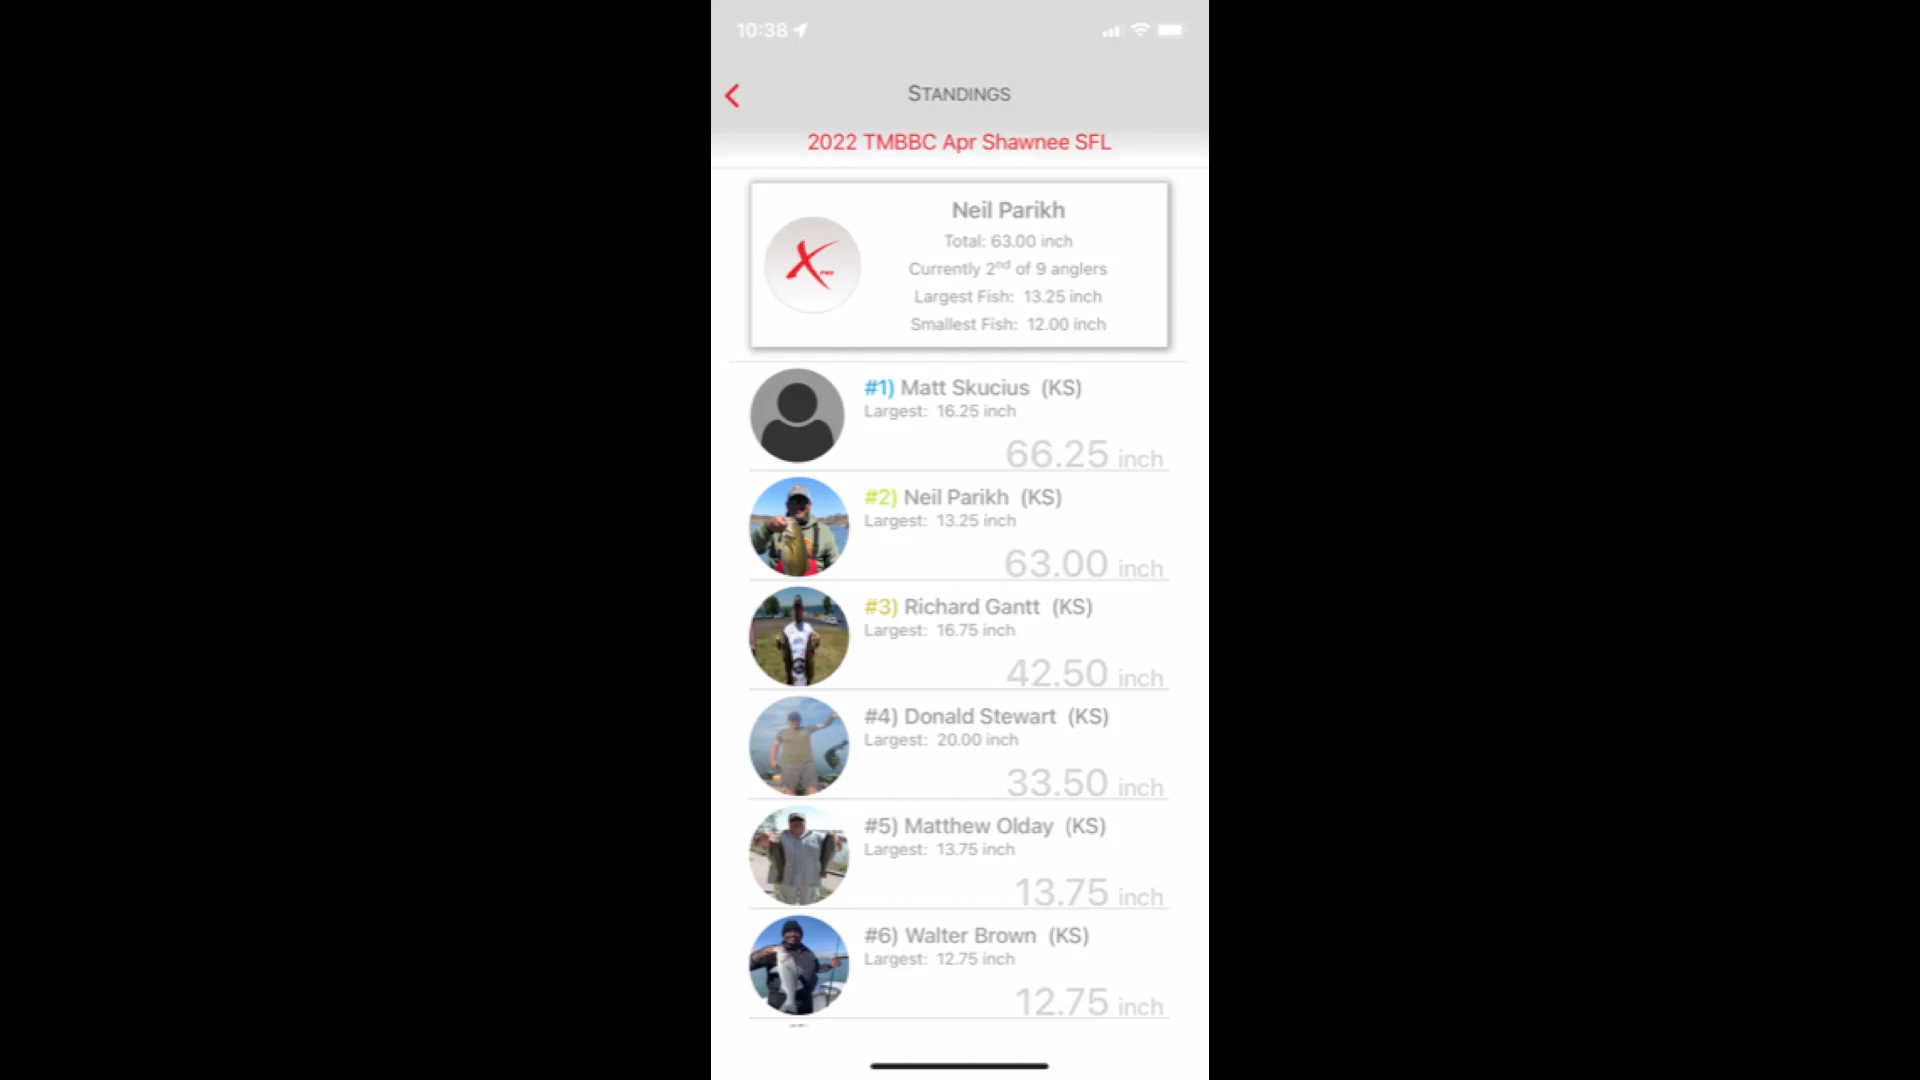 10:38
STANDINGS
2022 TMBBC Apr Shawnee SFL
Neil Parikh
Total: 63.00 inch
Currently 2nd of 9 anglers
Largest Fish: 13.25 inch
Smallest Fish: 12.00 inch
#1) Matt Skucius (KS)
Largest: 16.25 inch
66.25 inch
#2) Neil Parikh (KS)
Largest: 13.25 inch
63.00 inch
#3) Richard Gantt (KS)
Largest: 16.75 inch
42.50 inch
#4) Donald Stewart (KS)
Largest: 20.00 inch
33.50 inch
#5) Matthew Olday (KS)
Largest: 13.75 inch
13.75 inch
#6) Walter Brown (KS)
Largest: 12.75 inch
12.75 inch